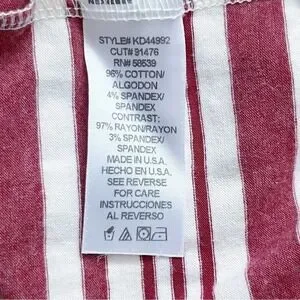 STYLE# KD44992
CUT# 91476
RN# 58539
96% COTTON/
ALGODON
4% SPANDEX/
SPANDEX
CONTRAST;
97% RAYON/RAYON
3% SPANDEX/
SPANDEX
MADE IN U.S.A.
HECHO EN U.S.A.
SEE REVERSE
FOR CARE
INSTRUCCIONES
AL REVERSO